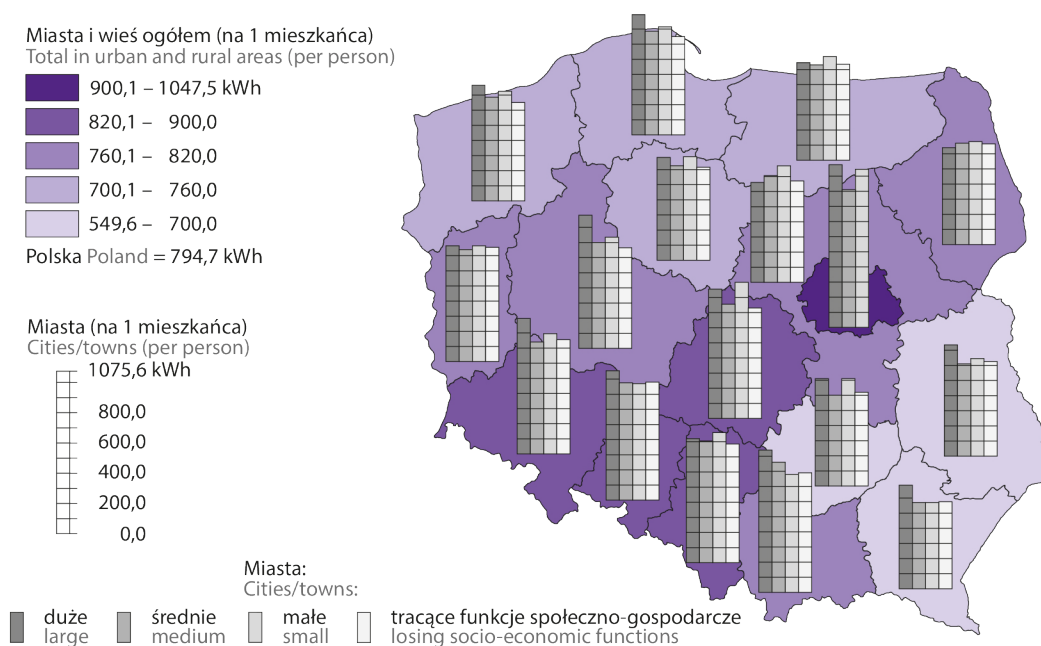 Miasta i wieś ogółem (na 1 mieszkańca)
Total in urban and rural areas (per person)
900,1 – 1047,5 kWh
820,1 – 900,0
760,1 – 820,0
700,1 – 760,0
549,6 – 700,0
Polska Poland = 794,7 kWh
Miasta (na 1 mieszkańca)
Cities/towns (per person)
1075,6 kWh
800,0
600,0
400,0
200,0
0,0
Miasta:
Cities/towns:
duże średnie małe tracące funkcje społeczno-gospodarcze
large medium small losing socio-economic functions